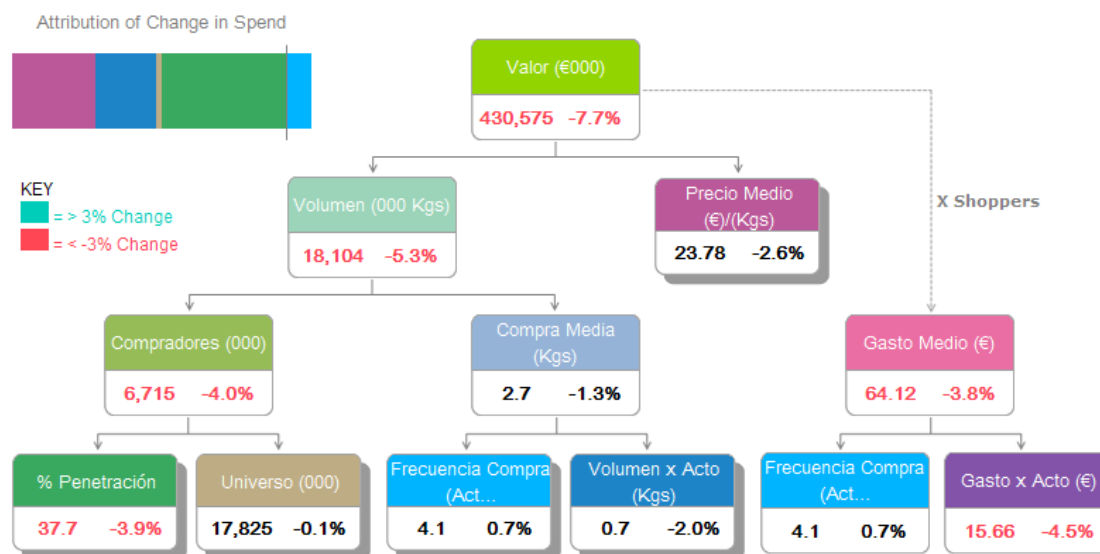 Attribution of Change in Spend
Valor (€000)
430,575 -7.7%
KEY
= > 3% Change
= < -3% Change
Volumen (000 Kgs)
18,104 -5.3%
Precio Medio
(€)/(Kgs)
23.78 -2.6%
X Shoppers
Compradores (000)
6,715 -4.0%
Compra Media
(Kgs)
2.7 -1.3%
Gasto Medio (€)
64.12 -3.8%
% Penetración
37.7 -3.9%
Universo (000)
17,825 -0.1%
Frecuencia Compra
(Act...
4.1 0.7%
Volumen x Acto
(Kgs)
0.7 -2.0%
Frecuencia Compra
(Act...
4.1 0.7%
Gasto x Acto (€)
15.66 -4.5%